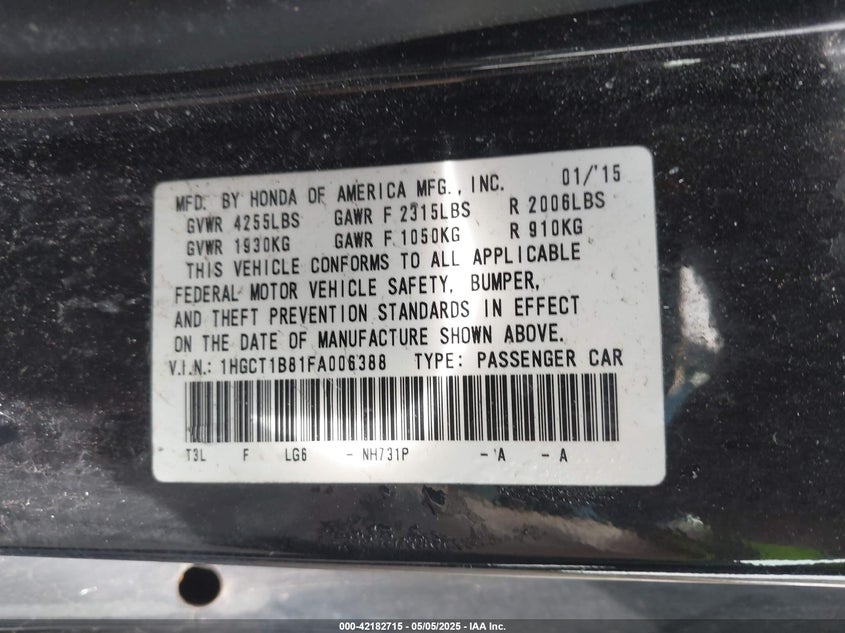 MFD. BY HONDA OF AMERICA MFG., INC. 01/'15
GVWR 4255LBS GAWR F 2315LBS R 2006LBS
GVWR 1930KG GAWR F 1050KG R 910KG
THIS VEHICLE CONFORMS TO ALL APPLICABLE
FEDERAL MOTOR VEHICLE SAFETY, BUMPER,
AND THEFT PREVENTION STANDARDS IN EFFECT
ON THE DATE OF MANUFACTURE SHOWN ABOVE.
V.I.N.: 1HGCT1B81FA006388 TYPE: PASSENGER CAR
T3L F LG6 - NH731P - A - A
000-42182715 - 05/05/2025 - IAA Inc.